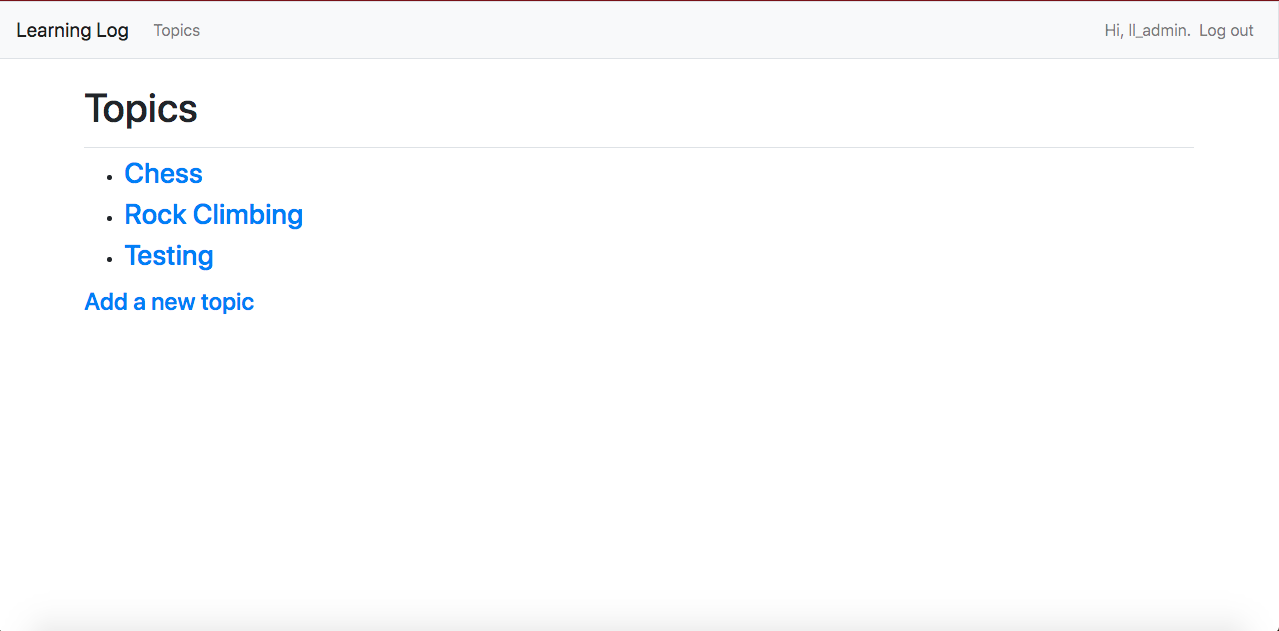 Learning Log Topics Hi, ll_admin. Log out
Topics
Chess
Rock Climbing
Testing
Add a new topic